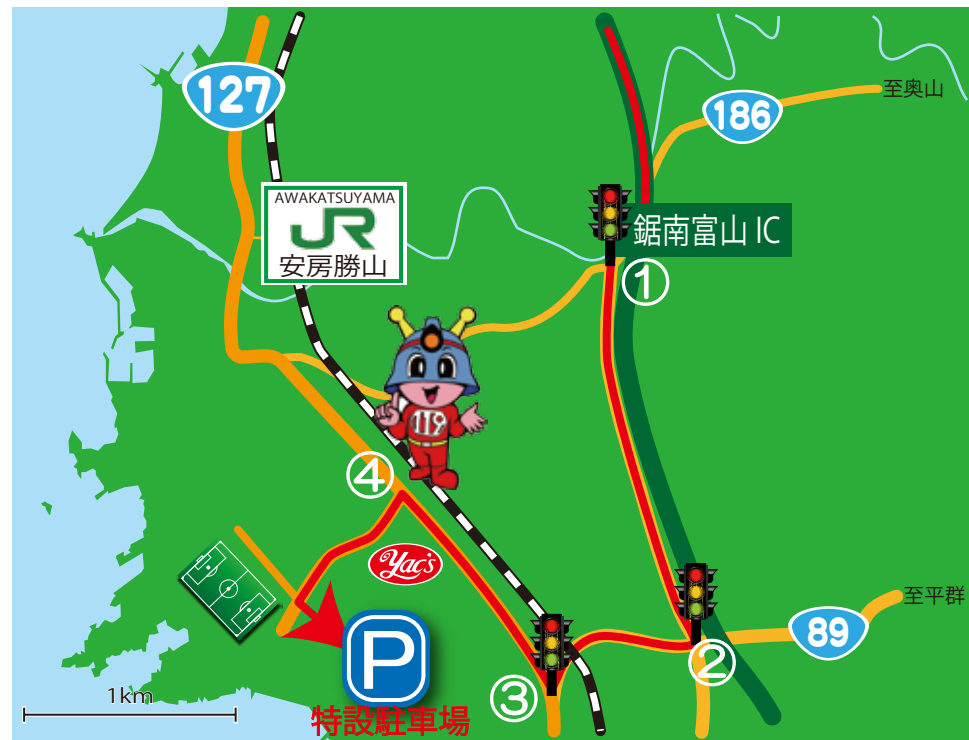 127
186
至奥山
AWAKATSUYAMA
JR
安房勝山
鋸南富山 IC
①
119
④
Yac's
至平群
89
②
P
1km
③
特設駐車場